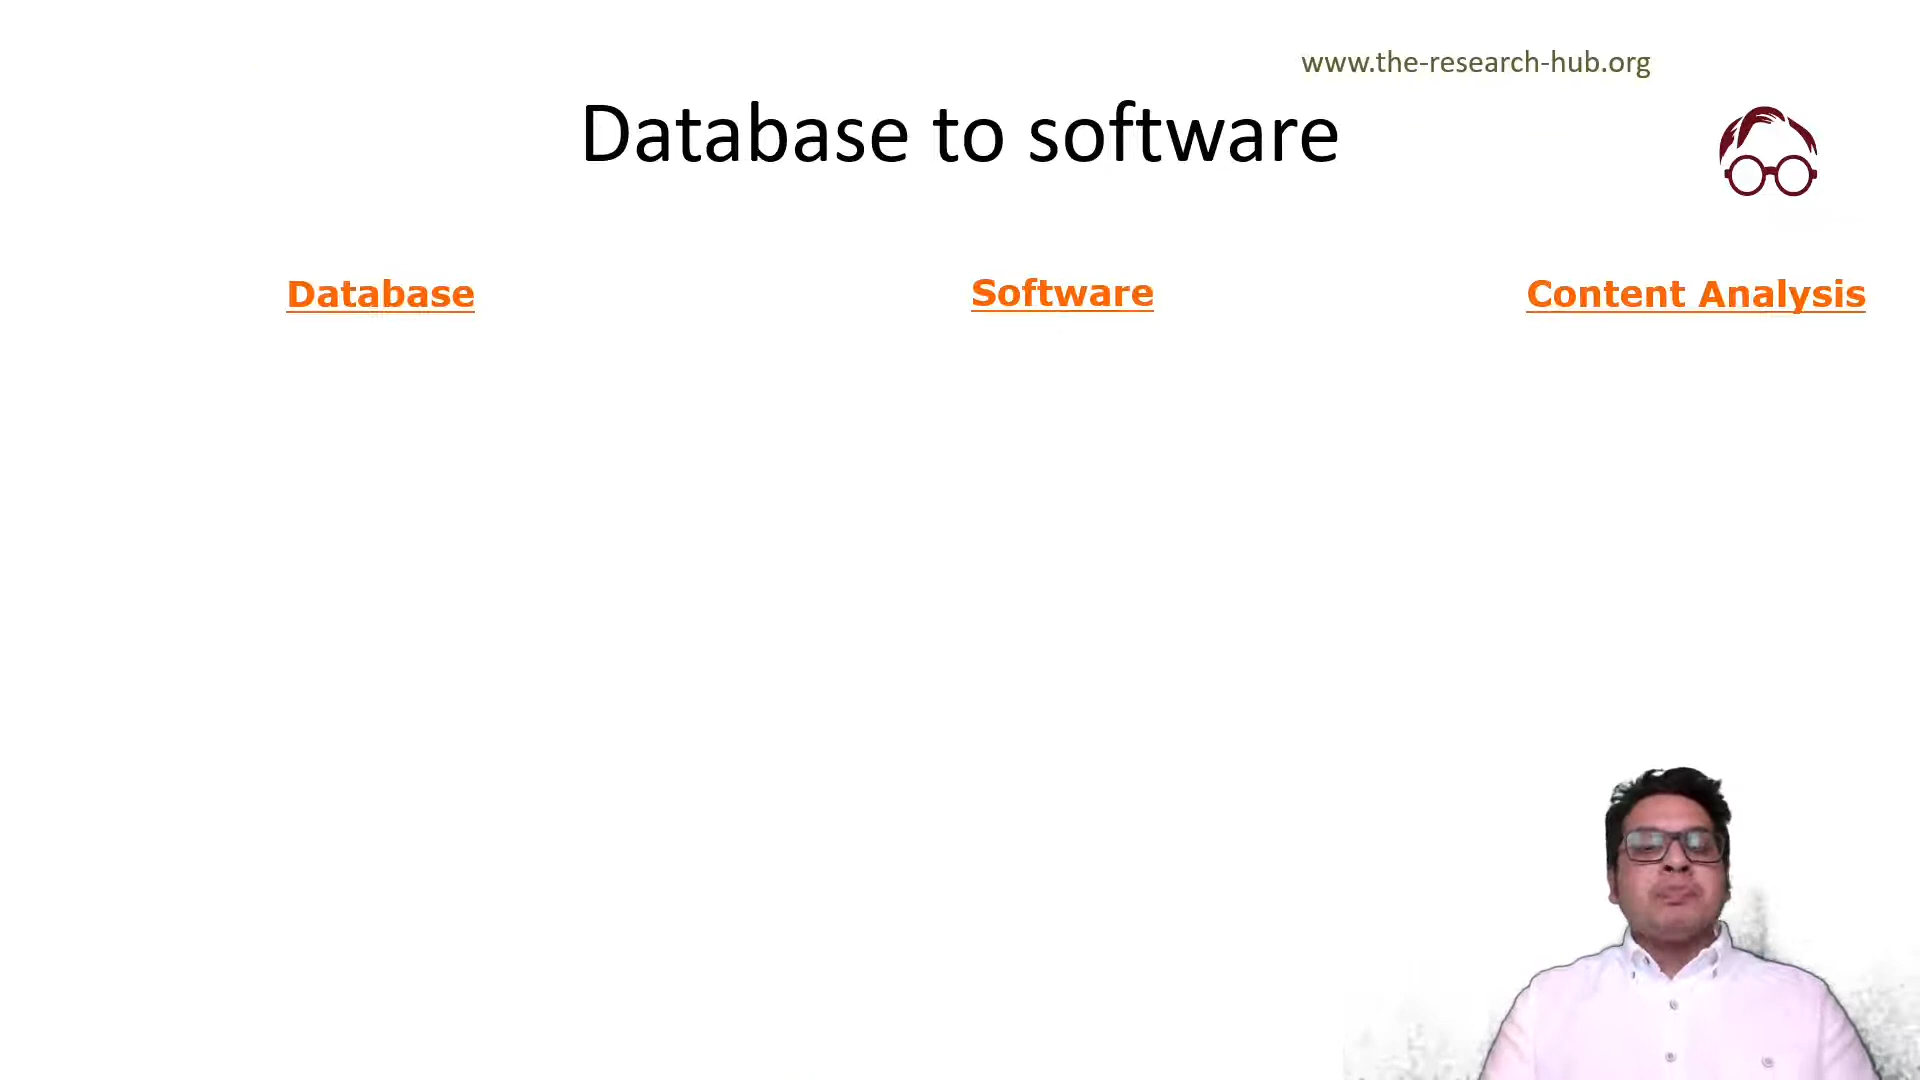 www.the-research-hub.org
Database to software
Database
Software
Content Analysis